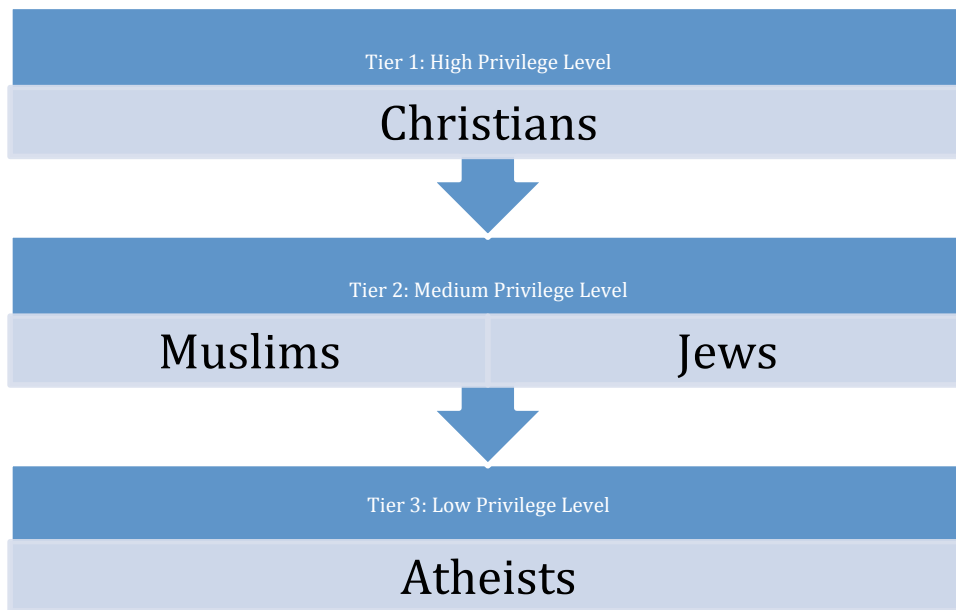 Tier 1: High Privilege Level
Christians
Tier 2: Medium Privilege Level
Muslims Jews
Tier 3: Low Privilege Level
Atheists